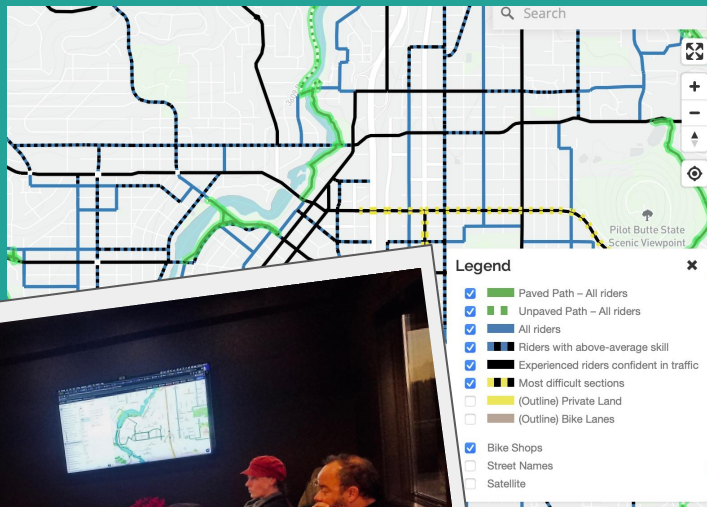 Search
Pilot Butte State
Scenic Viewpoint
Legend
Paved Path – All riders
Unpaved Path – All riders
All riders
Riders with above-average skill
Experienced riders confident in traffic
Most difficult sections
(Outline) Private Land
(Outline) Bike Lanes
Bike Shops
Street Names
Satellite